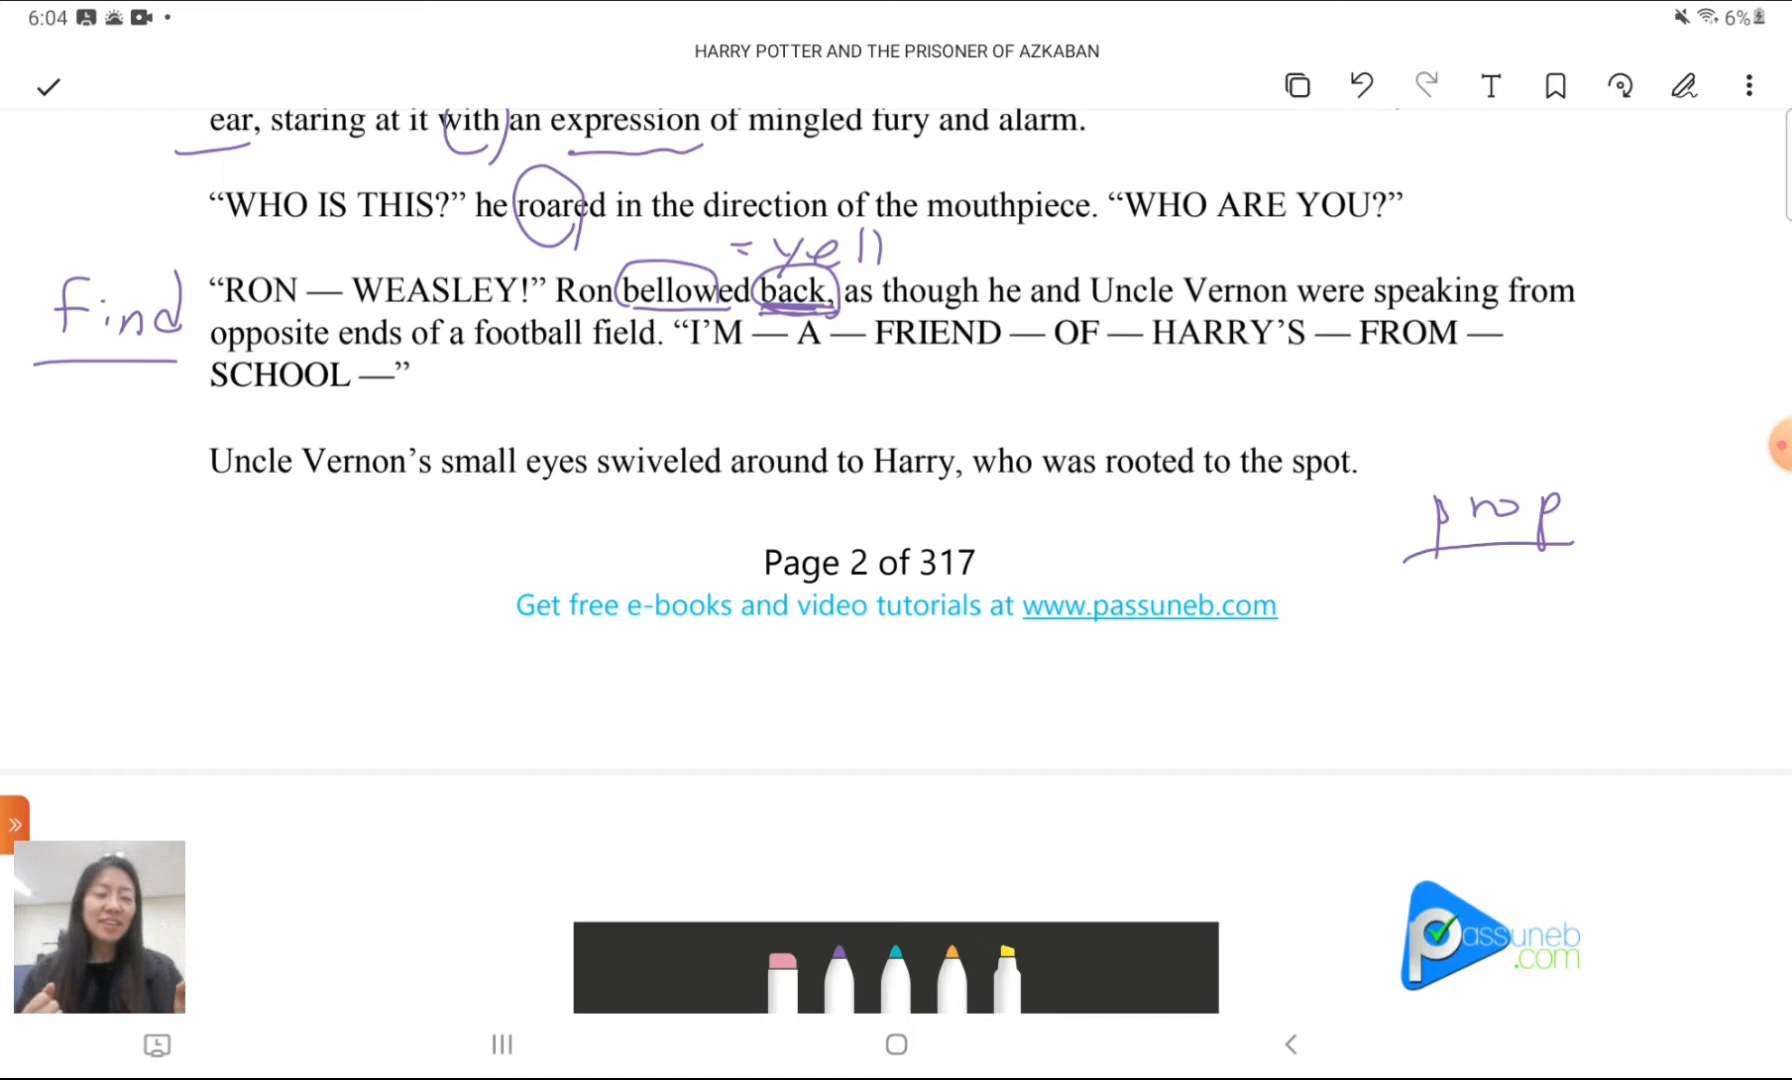 6:04
6%
HARRY POTTER AND THE PRISONER OF AZKABAN
T
ear, staring at it with an expression of mingled fury and alarm.
“WHO IS THIS?” he roared in the direction of the mouthpiece. “WHO ARE YOU?”
= yell
find
“RON — WEASLEY!” Ron bellowed back, as though he and Uncle Vernon were speaking from
opposite ends of a football field. “I’M — A — FRIEND — OF — HARRY’S — FROM —
SCHOOL —”
Uncle Vernon’s small eyes swiveled around to Harry, who was rooted to the spot.
Page 2 of 317
Get free e-books and video tutorials at www.passuneb.com
Passuneb
.com